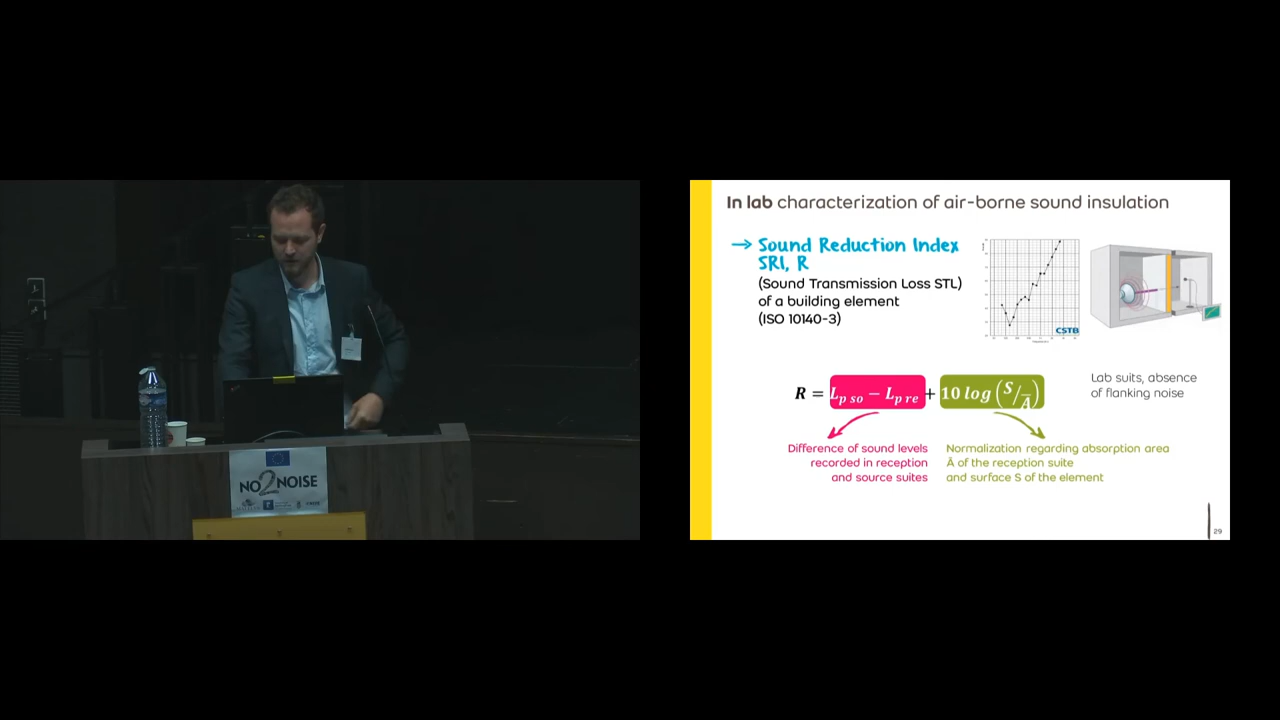 NO2NOISE
In lab characterization of air-borne sound insulation
→ Sound Reduction Index
SRI, R
(Sound Transmission Loss STL)
of a building element
(ISO 10140-3)
CSTB
R = L_{p so} − L_{p re} + 10 log (S/Ā)
Lab suits, absence
of flanking noise
Difference of sound levels
recorded in reception
and source suites
Normalization regarding absorption area
Ā of the reception suite
and surface S of the element
29